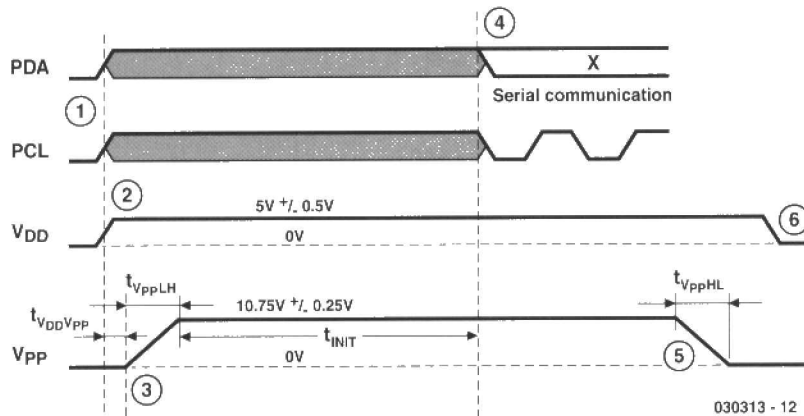 4
PDA
X
Serial communication
1
PCL
2
5V +/- 0.5V
6
VDD
0V
tVppLH
tVppHL
10.75V +/- 0.25V
tVDDVPP
tINIT
VPP
0V
3
5
030313 - 12